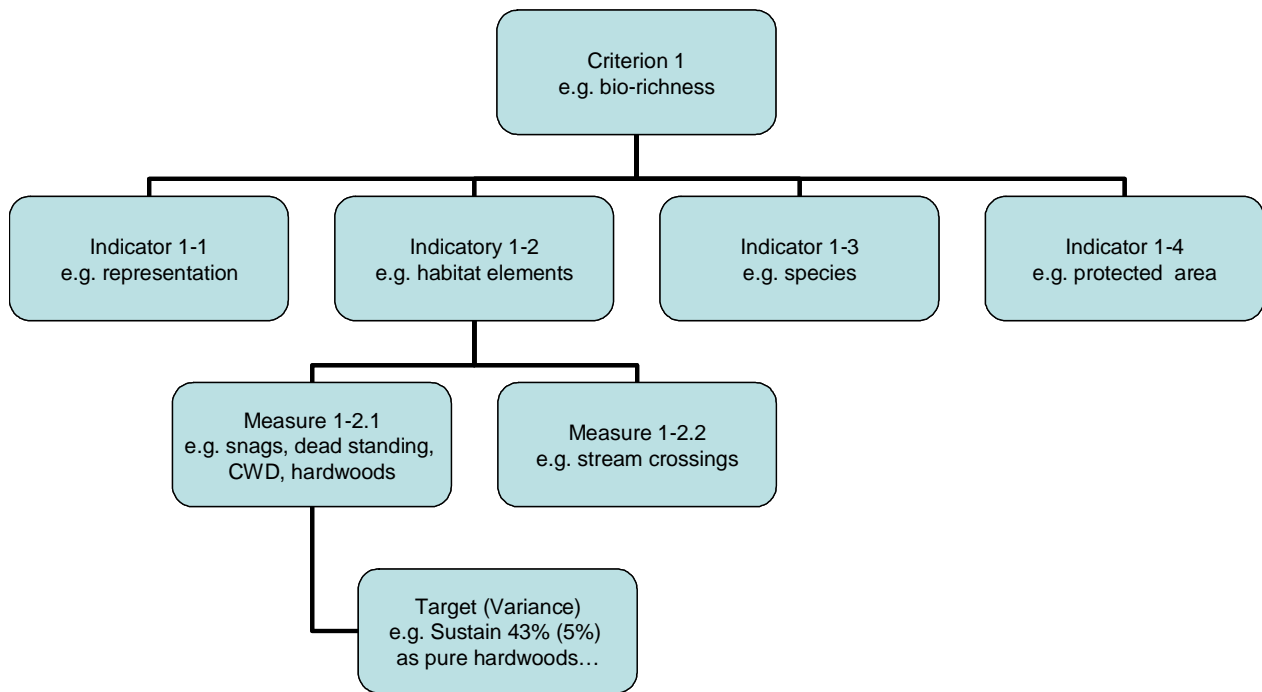 Criterion 1
e.g. bio-richness
Indicator 1-1
e.g. representation
Indicatory 1-2
e.g. habitat elements
Indicator 1-3
e.g. species
Indicator 1-4
e.g. protected  area
Measure 1-2.1
e.g. snags, dead standing,
CWD, hardwoods
Measure 1-2.2
e.g. stream crossings
Target (Variance)
e.g. Sustain 43% (5%)
as pure hardwoods…